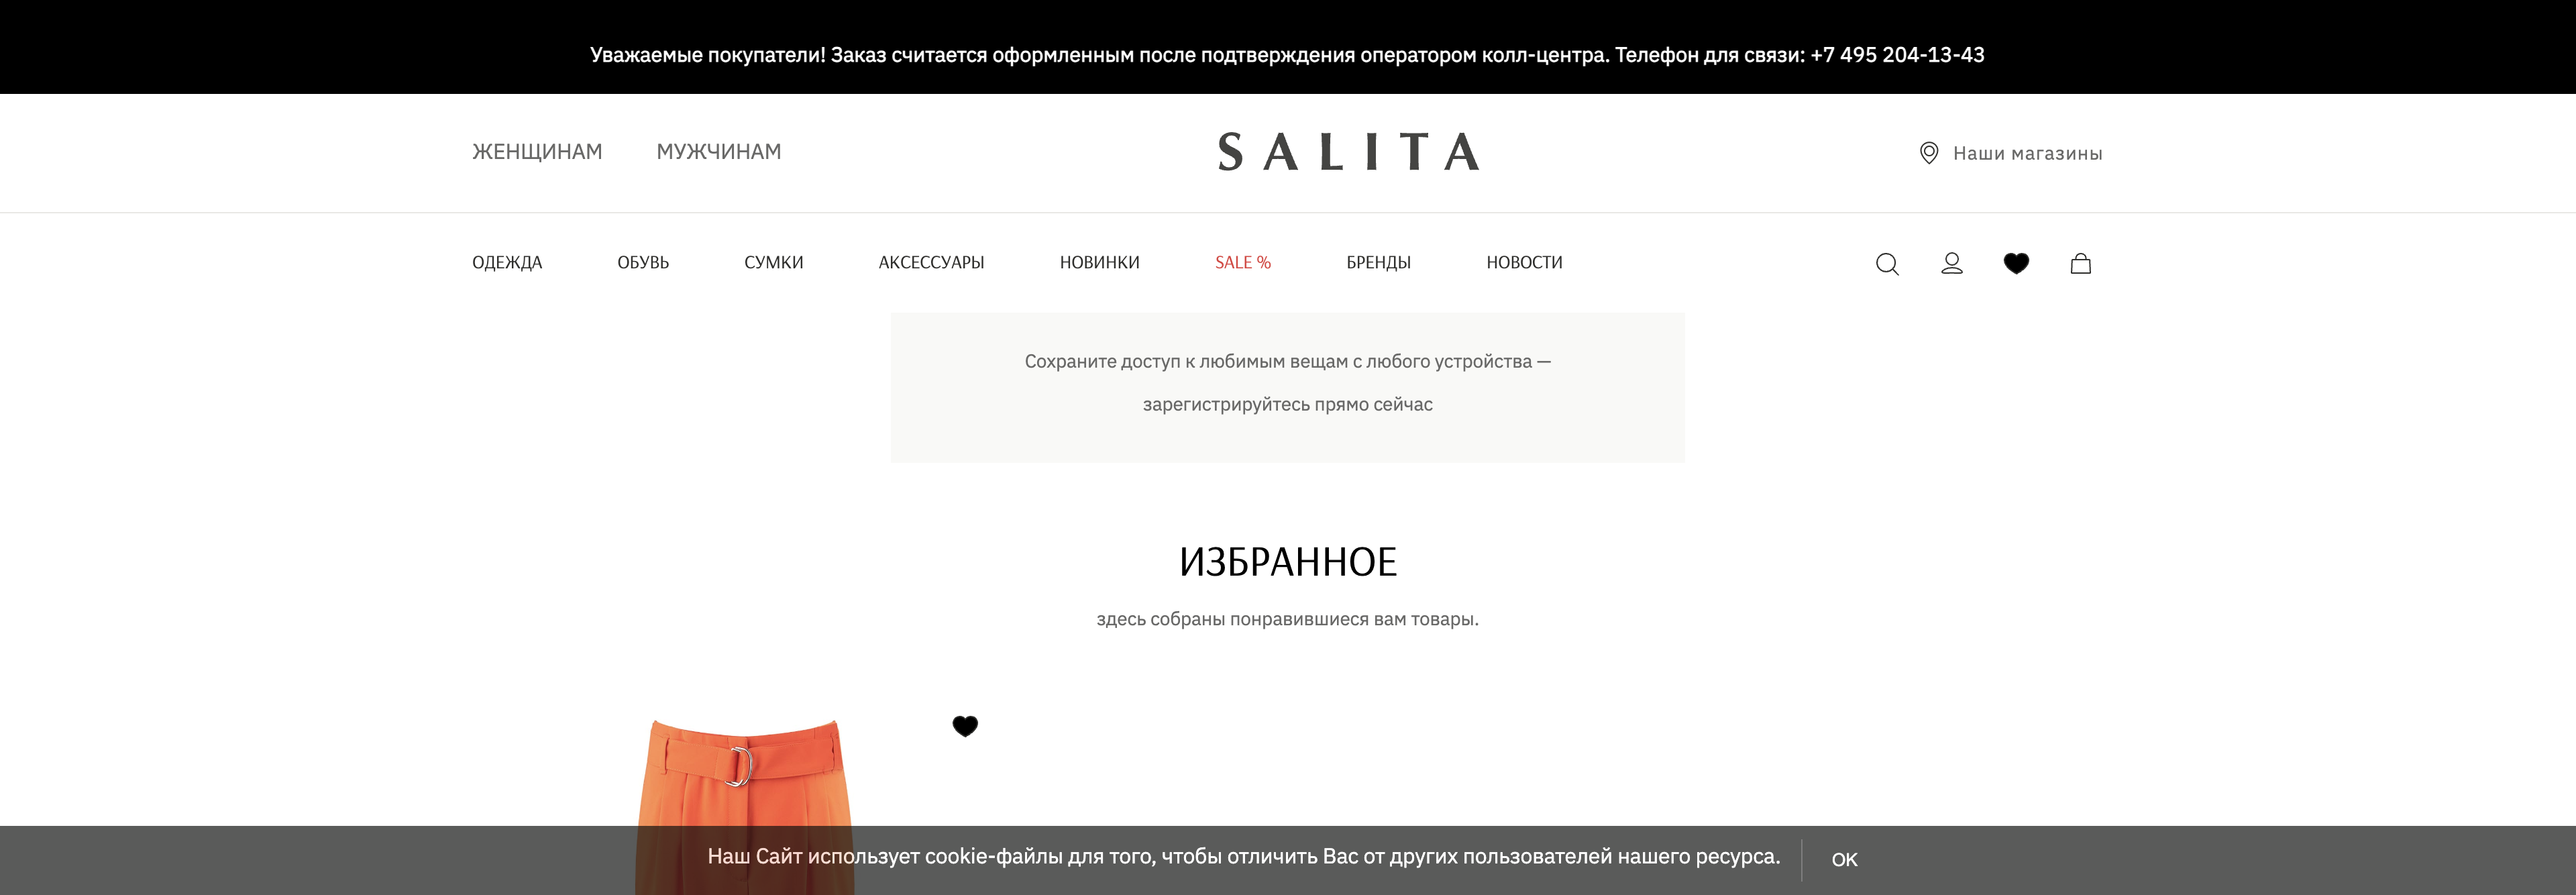 Уважаемые покупатели! Заказ считается оформленным после подтверждения оператором колл-центра. Телефон для связи: +7 495 204-13-43
ЖЕНЩИНАМ МУЖЧИНАМ SALITA Наши магазины
ОДЕЖДА ОБУВЬ СУМКИ АКСЕССУАРЫ НОВИНКИ SALE % БРЕНДЫ НОВОСТИ
Сохраните доступ к любимым вещам с любого устройства —
зарегистрируйтесь прямо сейчас
ИЗБРАННОЕ
здесь собраны понравившиеся вам товары.
Наш Сайт использует cookie-файлы для того, чтобы отличить Вас от других пользователей нашего ресурса. OK